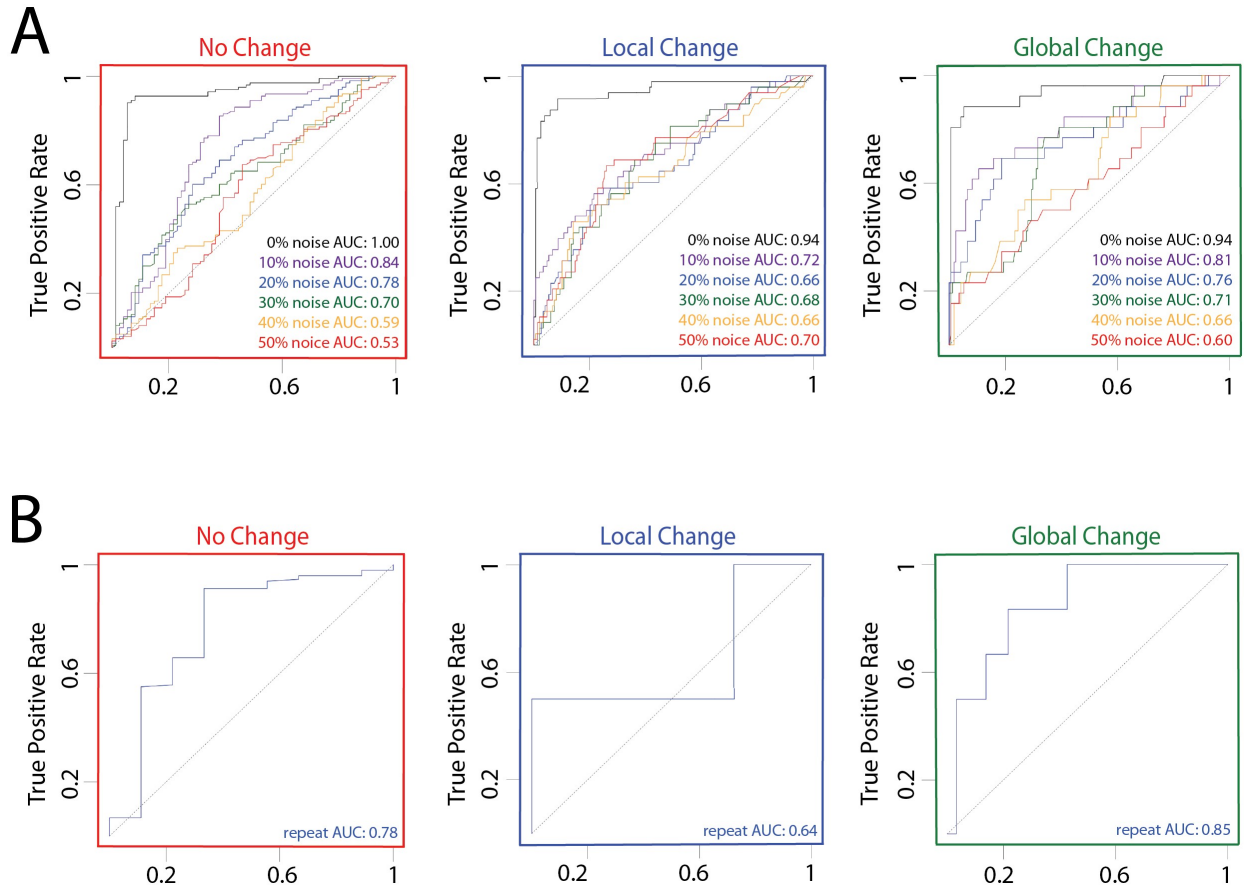 A
No Change
Local Change
Global Change
True Positive Rate
1
0.6
0.2
0% noise AUC: 1.00
10% noise AUC: 0.84
20% noise AUC: 0.78
30% noise AUC: 0.70
40% noise AUC: 0.59
50% noice AUC: 0.53
0.2
0.6
1
True Positive Rate
1
0.6
0.2
0% noise AUC: 0.94
10% noise AUC: 0.72
20% noise AUC: 0.66
30% noise AUC: 0.68
40% noise AUC: 0.66
50% noice AUC: 0.70
0.2
0.6
1
True Positive Rate
1
0.6
0.2
0% noise AUC: 0.94
10% noise AUC: 0.81
20% noise AUC: 0.76
30% noise AUC: 0.71
40% noise AUC: 0.66
50% noice AUC: 0.60
0.2
0.6
1
B
No Change
Local Change
Global Change
True Positive Rate
1
0.6
0.2
repeat AUC: 0.78
0.2
0.6
1
True Positive Rate
1
0.6
0.2
repeat AUC: 0.64
0.2
0.6
1
True Positive Rate
1
0.6
0.2
repeat AUC: 0.85
0.2
0.6
1